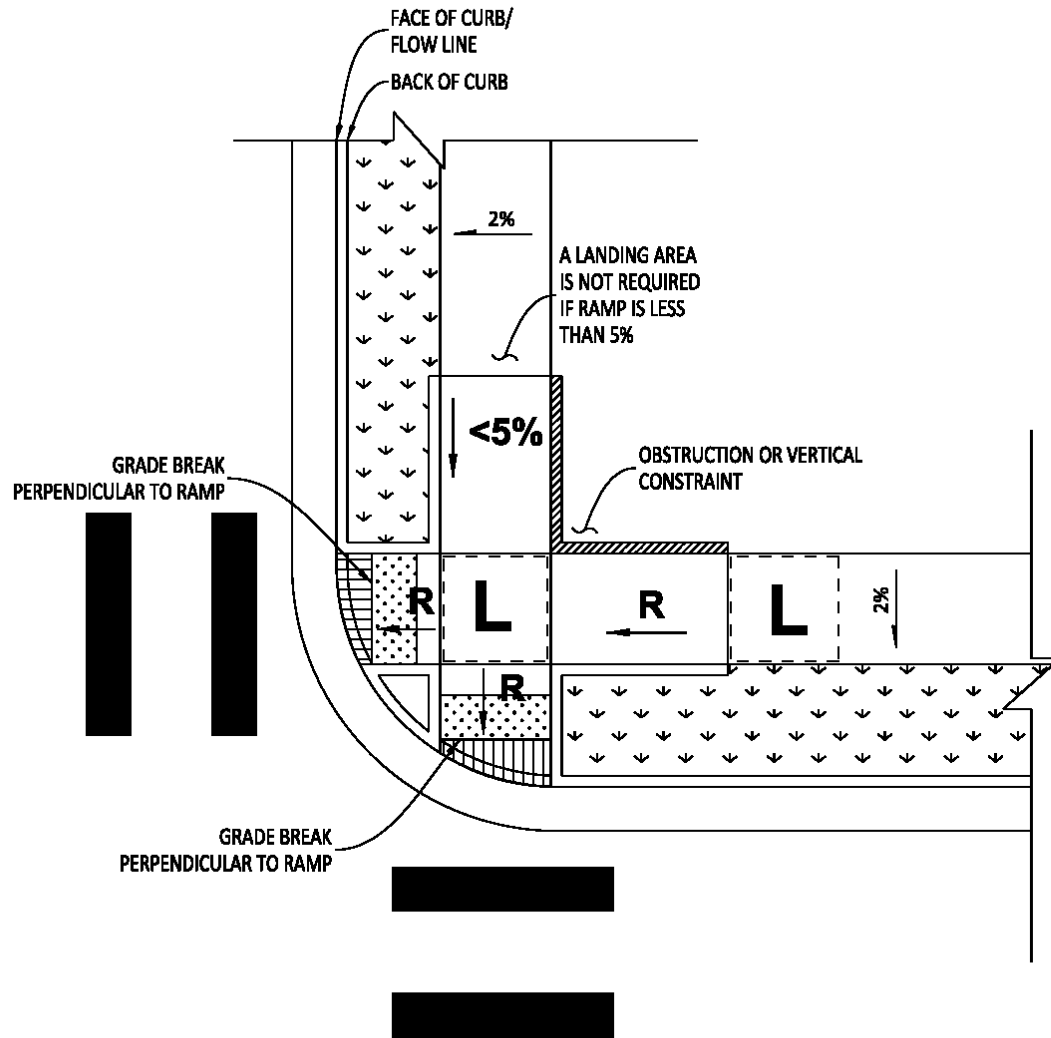 FACE OF CURB/
FLOW LINE
BACK OF CURB
2%
A LANDING AREA
IS NOT REQUIRED
IF RAMP IS LESS
THAN 5%
<5%
OBSTRUCTION OR VERTICAL
CONSTRAINT
GRADE BREAK
PERPENDICULAR TO RAMP
R
L
R
L
2%
R
GRADE BREAK
PERPENDICULAR TO RAMP